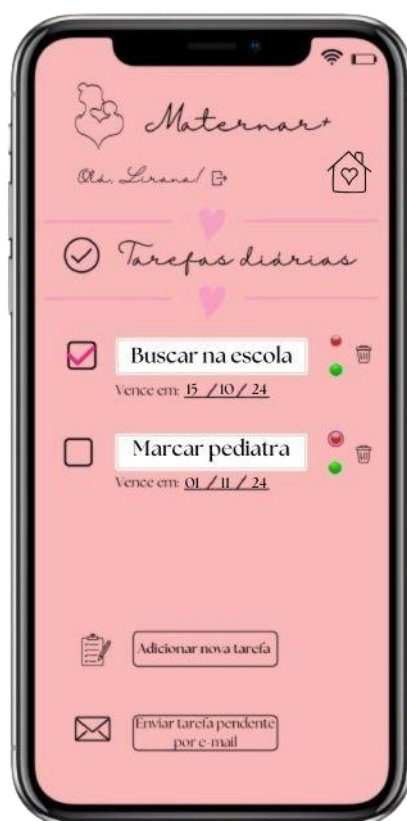 Maternar+
Olá, Lirana!
Tarefas diárias
Buscar na escola
Vence em: 15 / 10 / 24
Marcar pediatra
Vence em: 01 / 11 / 24
Adicionar nova tarefa
Enviar tarefa pendente
por e-mail